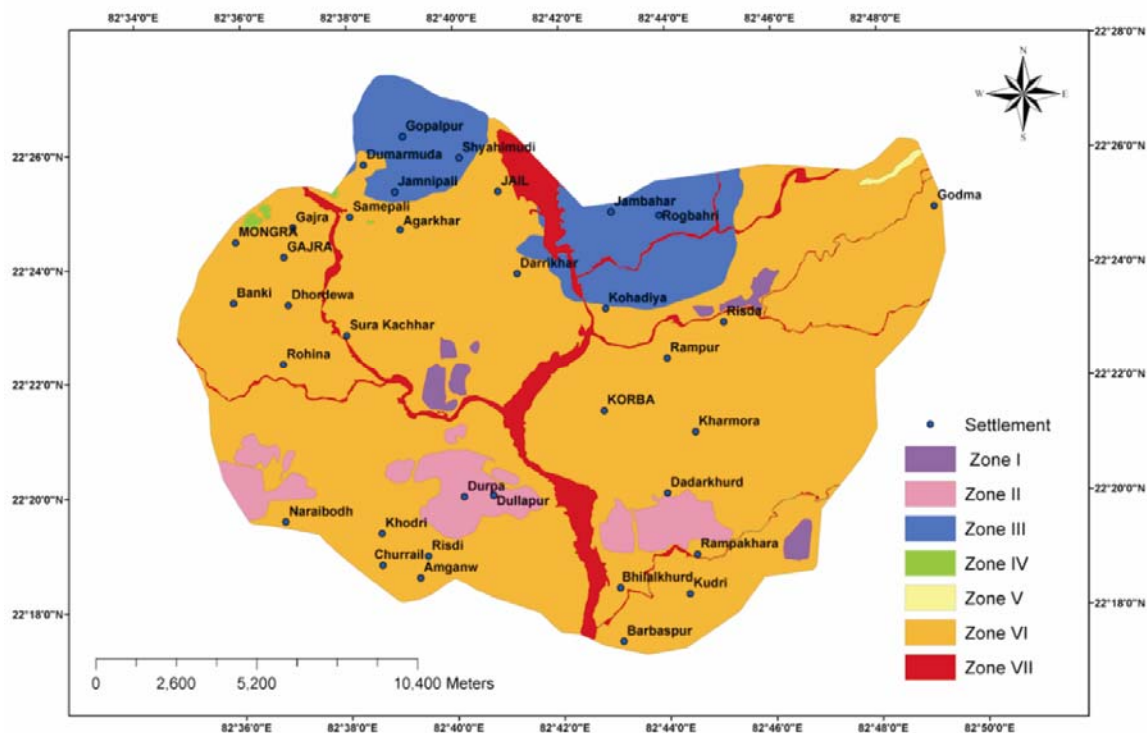 82°34'0"E 82°36'0"E 82°38'0"E 82°40'0"E 82°42'0"E 82°44'0"E 82°46'0"E 82°48'0"E
22°28'0"N
N
W E
S
Gopalpur
Shyahimudi
22°26'0"N
Dumarmuda
22°26'0"N
Jamnipali
JAIL
Godma
Samepali
Jambahar
Rogbahri
Gajra
Agarkhar
MONGRA
GAJRA
22°24'0"N
Darrikhar
22°24'0"N
Banki
Dhordewa
Kohadiya
Risda
Sura Kachhar
Rohina
Rampur
22°22'0"N
22°22'0"N
KORBA
Kharmora
Settlement
Zone I
Zone II
Zone III
Zone IV
Zone V
Zone VI
Zone VII
Durpa
Dullapur
Dadarkhurd
22°20'0"N
22°20'0"N
Naraibodh
Khodri
Risdi
Churrail
Amganw
Rampakhara
Bhilalkhurd
Kudri
22°18'0"N
22°18'0"N
Barbaspur
0 2,600 5,200 10,400 Meters
82°36'0"E 82°38'0"E 82°40'0"E 82°42'0"E 82°44'0"E 82°46'0"E 82°48'0"E 82°50'0"E